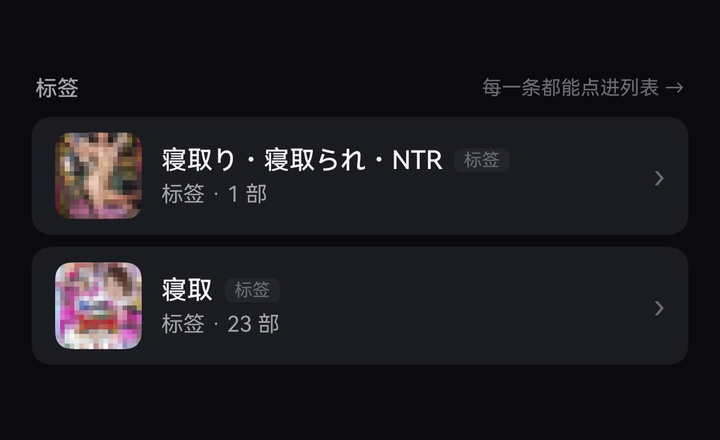 标签
每一条都能点进列表 →
寝取り・寝取られ・NTR 标签
标签 · 1 部
寝取 标签
标签 · 23 部